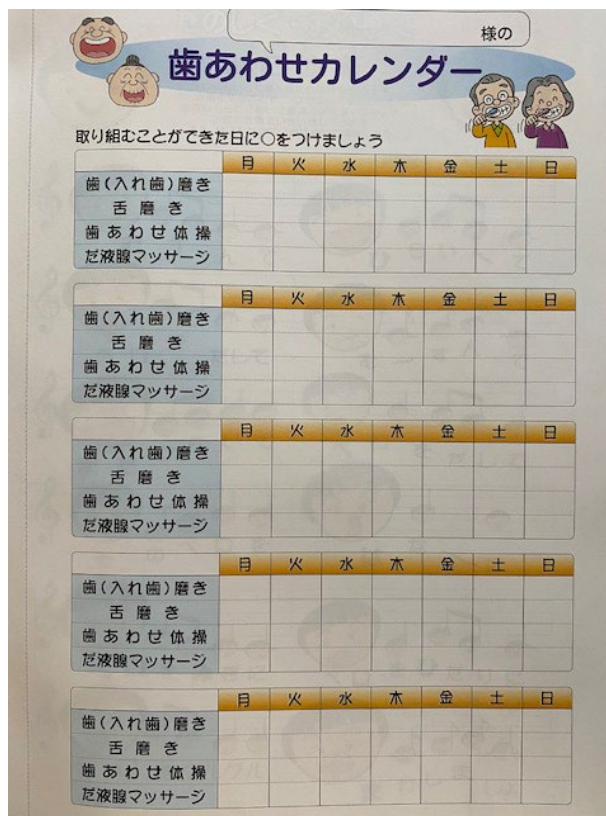 様の
歯あわせカレンダー
取り組むことができた日に○をつけましょう
月 火 水 木 金 土 日
歯(入れ歯)磨き
舌磨き
歯あわせ体操
だ液腺マッサージ
月 火 水 木 金 土 日
歯(入れ歯)磨き
舌磨き
歯あわせ体操
だ液腺マッサージ
月 火 水 木 金 土 日
歯(入れ歯)磨き
舌磨き
歯あわせ体操
だ液腺マッサージ
月 火 水 木 金 土 日
歯(入れ歯)磨き
舌磨き
歯あわせ体操
だ液腺マッサージ
月 火 水 木 金 土 日
歯(入れ歯)磨き
舌磨き
歯あわせ体操
だ液腺マッサージ